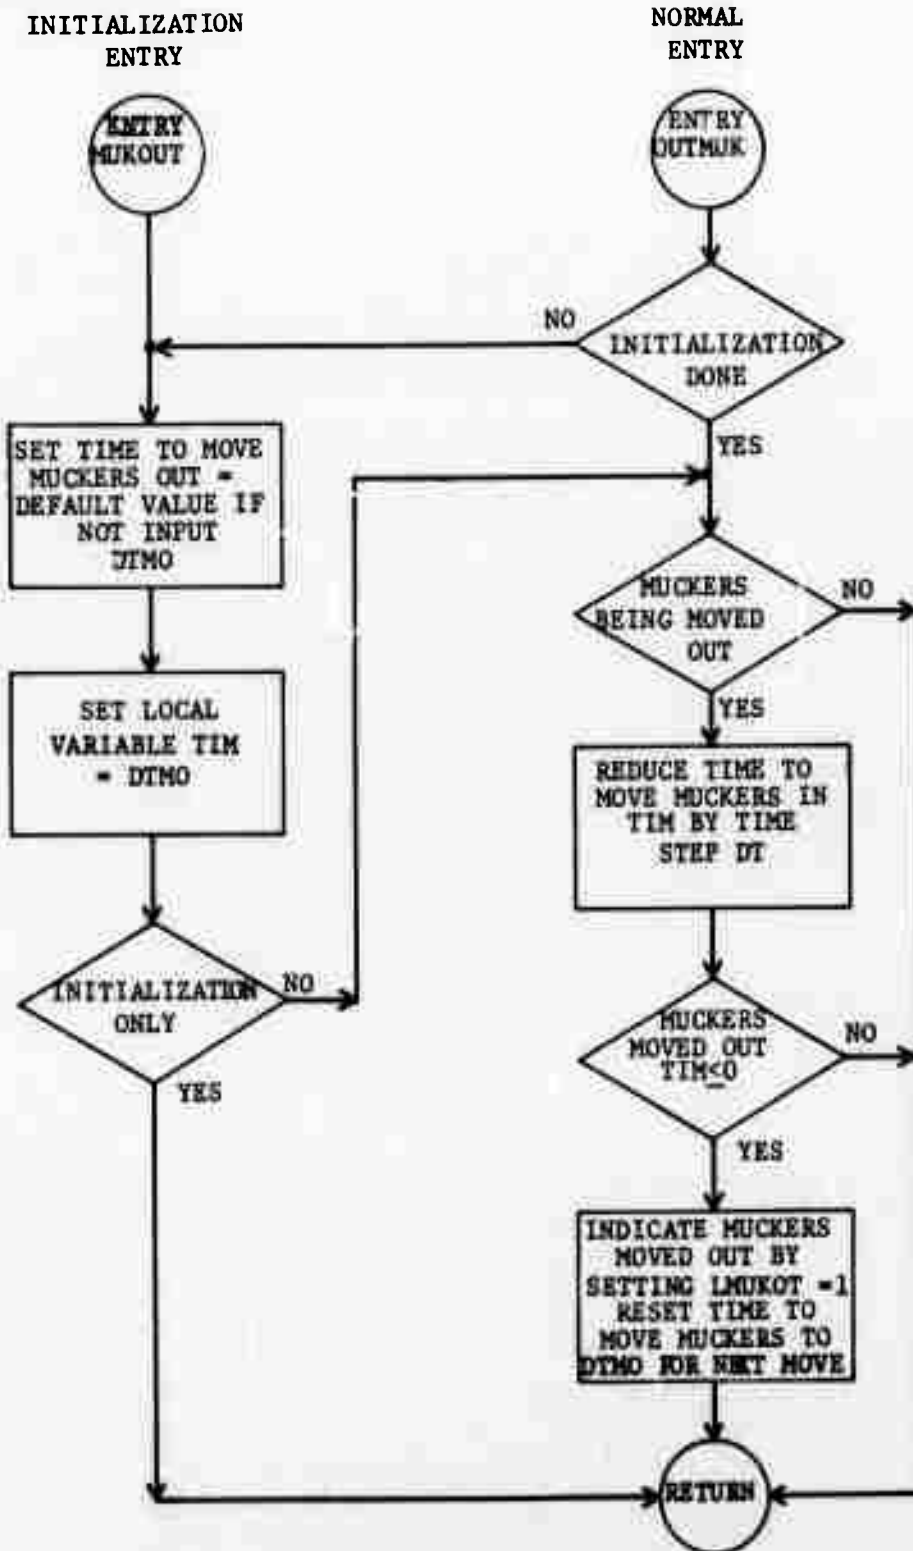 INITIALIZATION
ENTRY
NORMAL
ENTRY
ENTRY
MUKOUT
ENTRY
OUTMUK
NO
INITIALIZATION
DONE
YES
SET TIME TO MOVE
MUCKERS OUT =
DEFAULT VALUE IF
NOT INPUT
DTMO
MUCKERS
BEING MOVED
OUT
NO
YES
SET LOCAL
VARIABLE TIM
= DTMO
REDUCE TIME TO
MOVE MUCKERS IN
TIM BY TIME
STEP DT
INITIALIZATION
ONLY
NO
YES
MUCKERS
MOVED OUT
TIM≤0
NO
YES
INDICATE MUCKERS
MOVED OUT BY
SETTING LMUKOT =1
RESET TIME TO
MOVE MUCKERS TO
DTMO FOR NEXT MOVE
RETURN